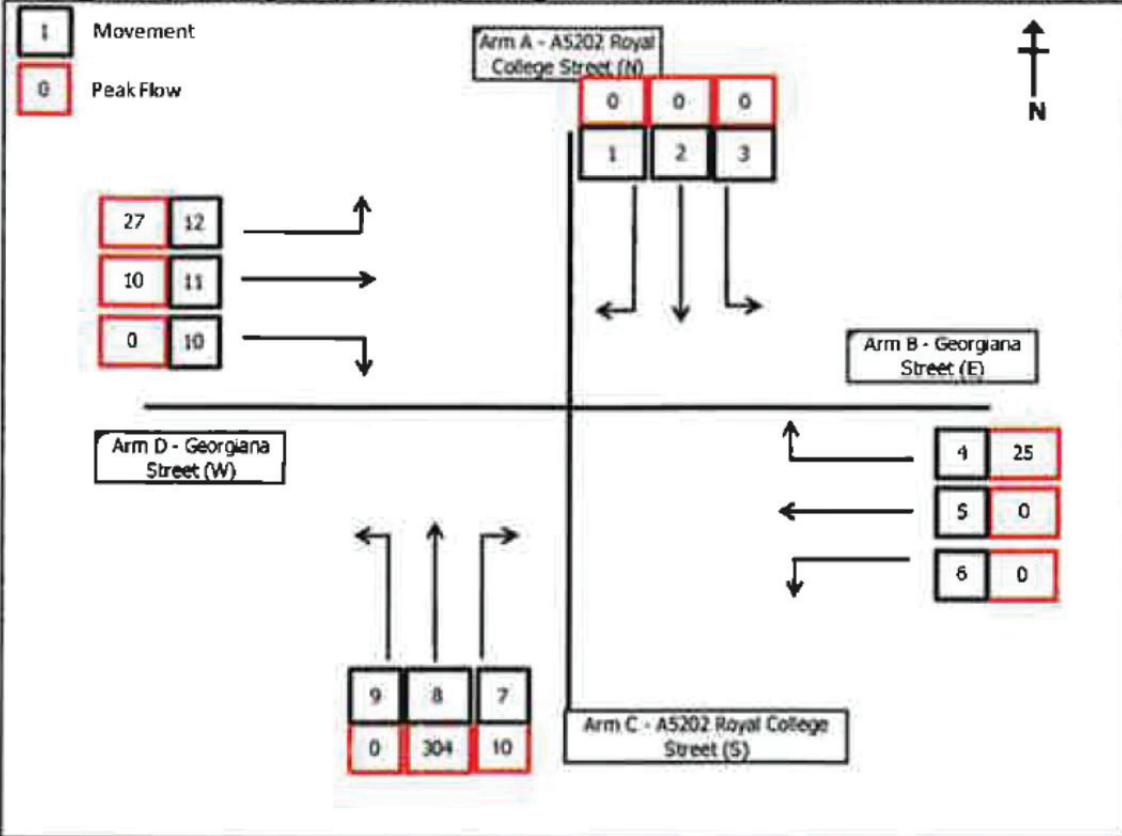 1 Movement
0 Peak Flow
Arm A - A5202 Royal
College Street (N)
N
0 0 0
1 2 3
27 12
10 11
0 10
Arm B - Georgiana
Street (E)
Arm D - Georgiana
Street (W)
4 25
5 0
6 0
9 8 7
0 304 10
Arm C - A5202 Royal College
Street (S)